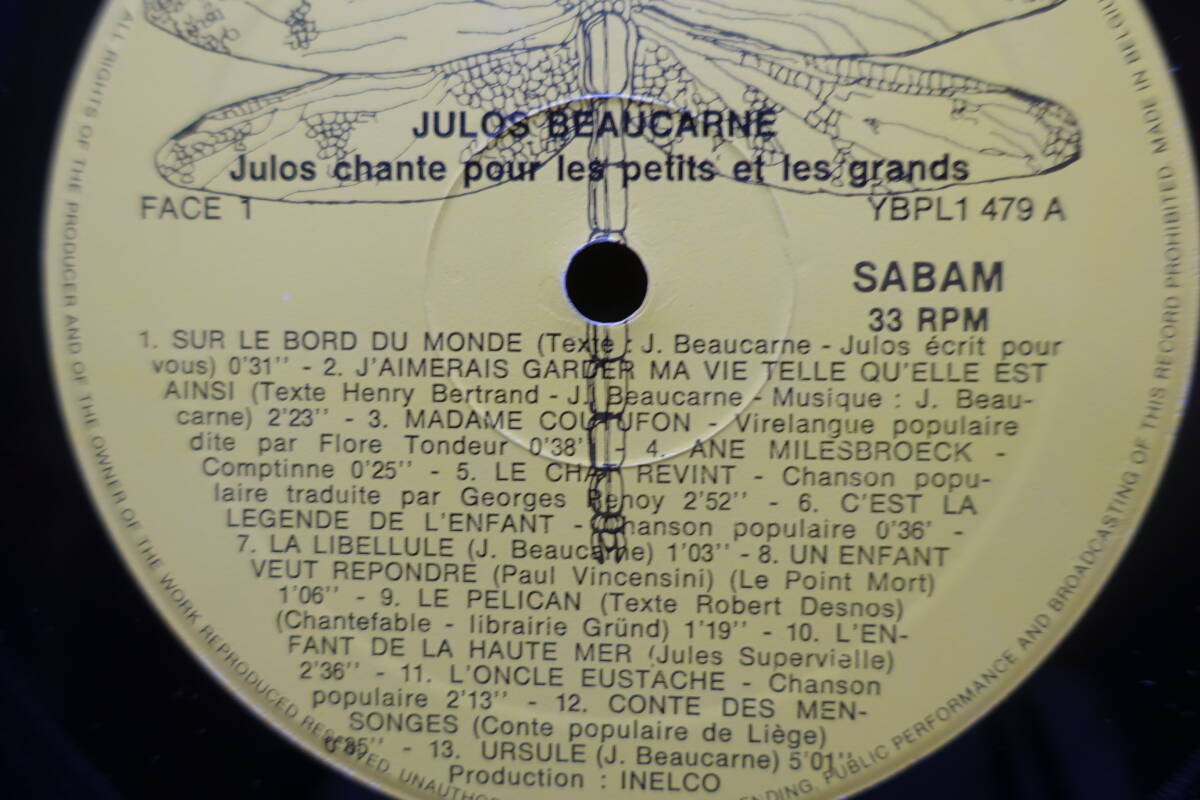 JULOS BEAUCARNE
Julos chante pour les petits et les grands
FACE 1
YBPL1 479 A
SABAM
33 RPM
1. SUR LE BORD DU MONDE (Texte : J. Beaucarne - Julos écrit pour
vous) 0'31'' - 2. J'AIMERAIS GARDER MA VIE TELLE QU'ELLE EST
AINSI (Texte Henry Bertrand - J. Beaucarne - Musique : J. Beau-
carne) 2'23'' - 3. MADAME COUTUFON - Virelangue populaire
dite par Flore Tondeur 0'38'' - 4. ANE MILESBROECK -
Comptinne 0'25'' - 5. LE CHAT REVINT - Chanson popu-
laire traduite par Georges Renoy 2'52'' - 6. C'EST LA
LEGENDE DE L'ENFANT - Chanson populaire 0'36' -
7. LA LIBELLULE (J. Beaucarne) 1'03'' - 8. UN ENFANT
VEUT REPONDRE (Paul Vincensini) (Le Point Mort)
1'06'' - 9. LE PELICAN (Texte Robert Desnos)
(Chantefable - librairie Gründ) 1'19'' - 10. L'EN-
FANT DE LA HAUTE MER (Jules Supervielle)
2'36'' - 11. L'ONCLE EUSTACHE - Chanson
populaire 2'13'' - 12. CONTE DES MEN-
SONGES (Conte populaire de Liège)
- 13. URSULE (J. Beaucarne) 5'01''
Production : INELCO
ALL RIGHTS OF THE PRODUCER AND OF THE OWNER OF THE WORK REPRODUCED RESERVED. PUBLIC PERFORMANCE AND BROADCASTING OF THIS RECORD PROHIBITED. MADE IN